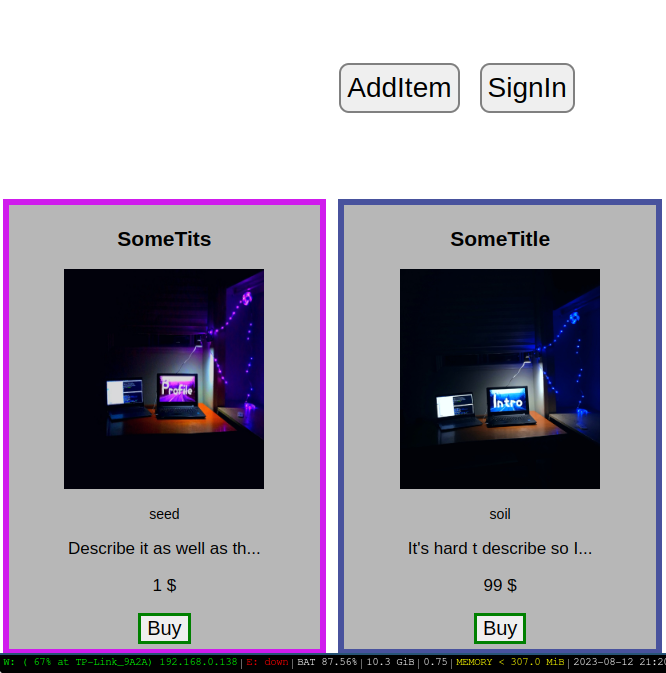 AddItem SignIn
SomeTits SomeTitle
Profile Intro
seed soil
Describe it as well as th... It's hard t describe so I...
1 $ 99 $
Buy Buy
W: ( 67% at TP-Link_9A2A) 192.168.0.138|E: down|BAT 87.56%|10.3 GiB|0.75|MEMORY < 307.0 MiB|2023-08-12 21:20